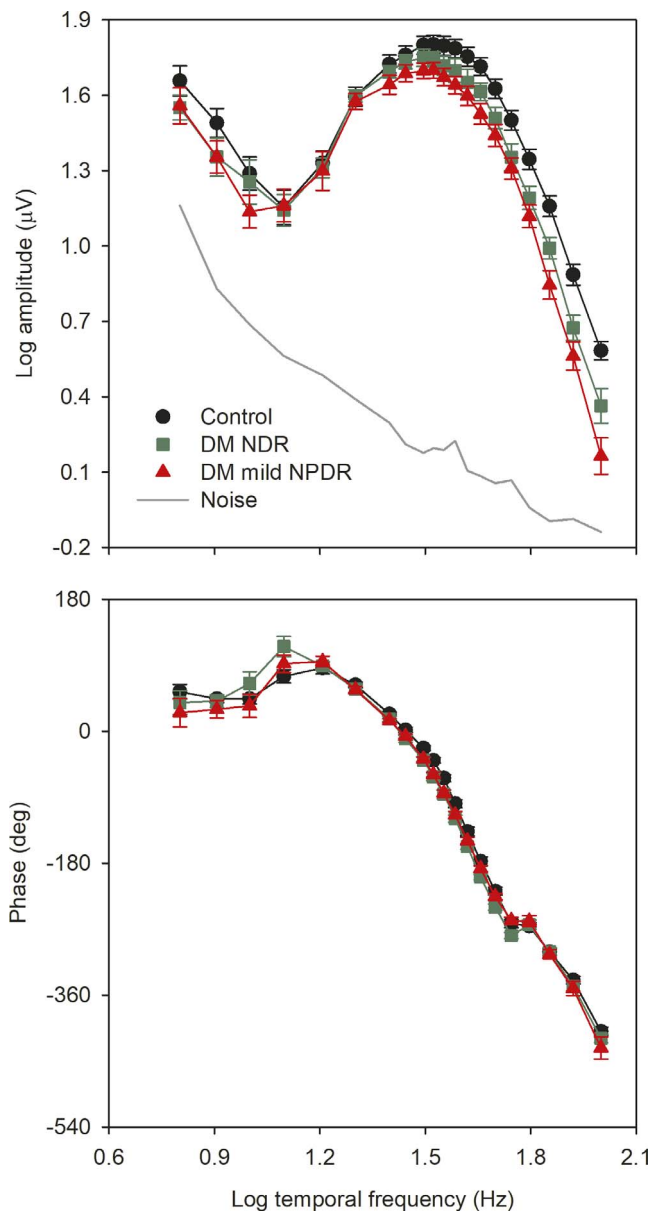 1.9
1.6
1.3
1.0
0.7
0.4
0.1
-0.2
Log amplitude (μV)
Control
DM NDR
DM mild NPDR
Noise
180
0
-180
-360
-540
Phase (deg)
0.6 0.9 1.2 1.5 1.8 2.1
Log temporal frequency (Hz)